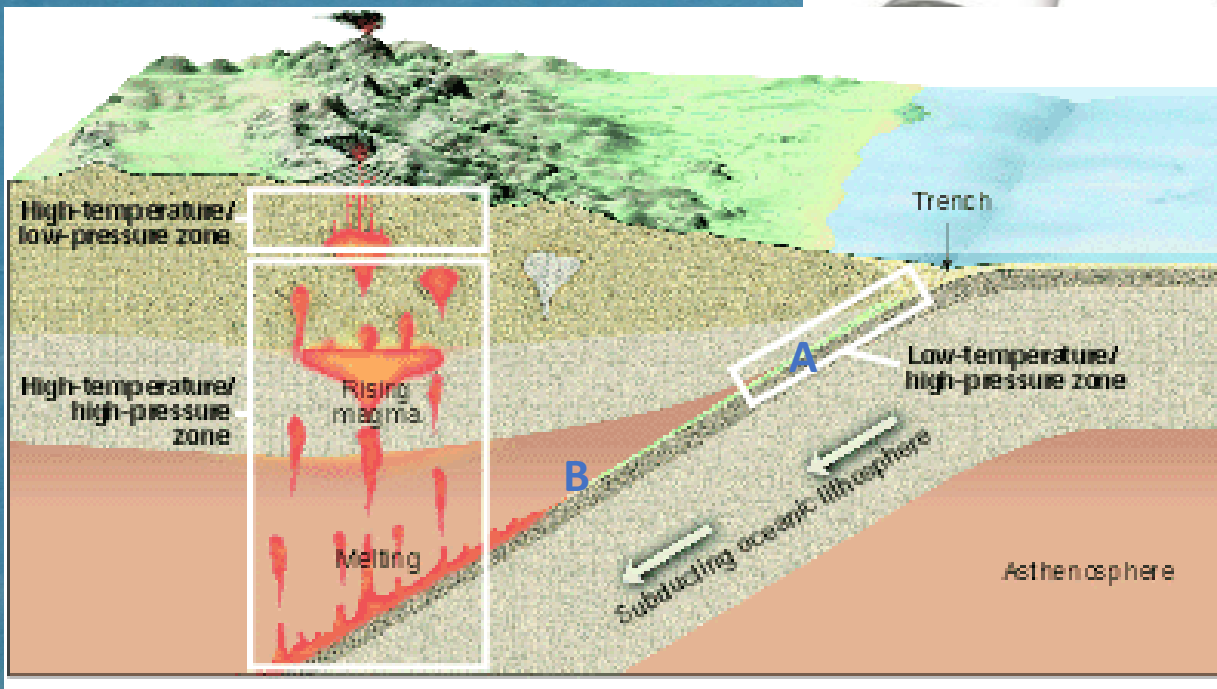 High-temperature/
low-pressure zone
Trench
A
Low-temperature/
high-pressure zone
High-temperature/
high-pressure
zone
Rising
magma
B
Subducting oceanic lithosphere
Melting
Asthenosphere